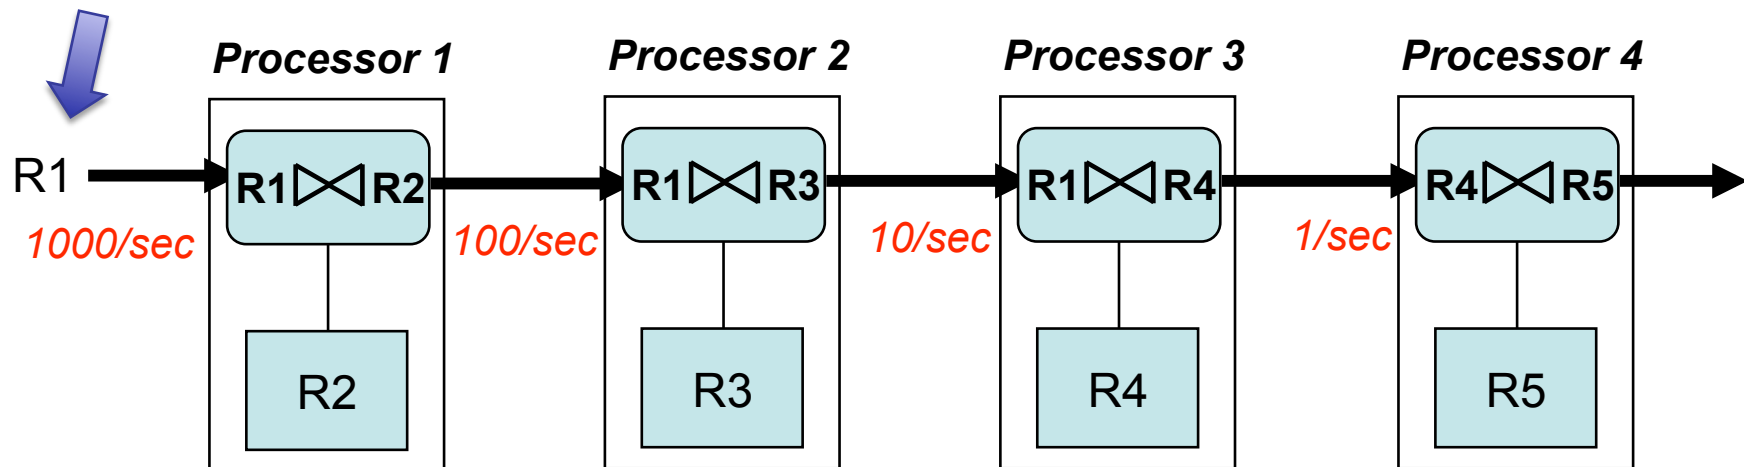 Processor 1
Processor 2
Processor 3
Processor 4
R1
R1 ⋈ R2
R1 ⋈ R3
R1 ⋈ R4
R4 ⋈ R5
1000/sec
100/sec
10/sec
1/sec
R2
R3
R4
R5